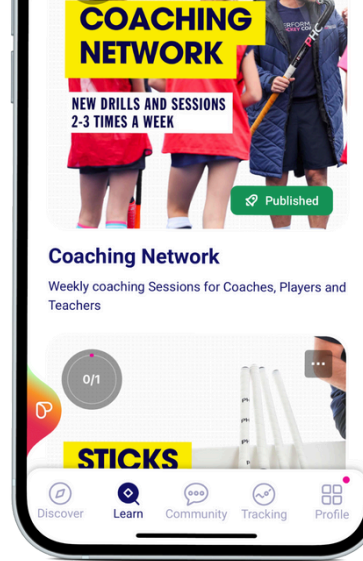 COACHING
NETWORK
NEW DRILLS AND SESSIONS
2-3 TIMES A WEEK
Published
Coaching Network
Weekly coaching Sessions for Coaches, Players and
Teachers
0/1
STICKS
Discover
Learn
Community
Tracking
Profile